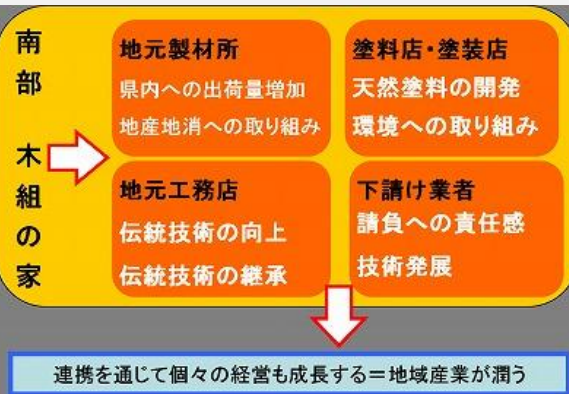 南部 木組の家
地元製材所
県内への出荷量増加
地産地消への取り組み
塗料店・塗装店
天然塗料の開発
環境への取り組み
地元工務店
伝統技術の向上
伝統技術の継承
下請け業者
請負への責任感
技術発展
連携を通じて個々の経営も成長する＝地域産業が潤う